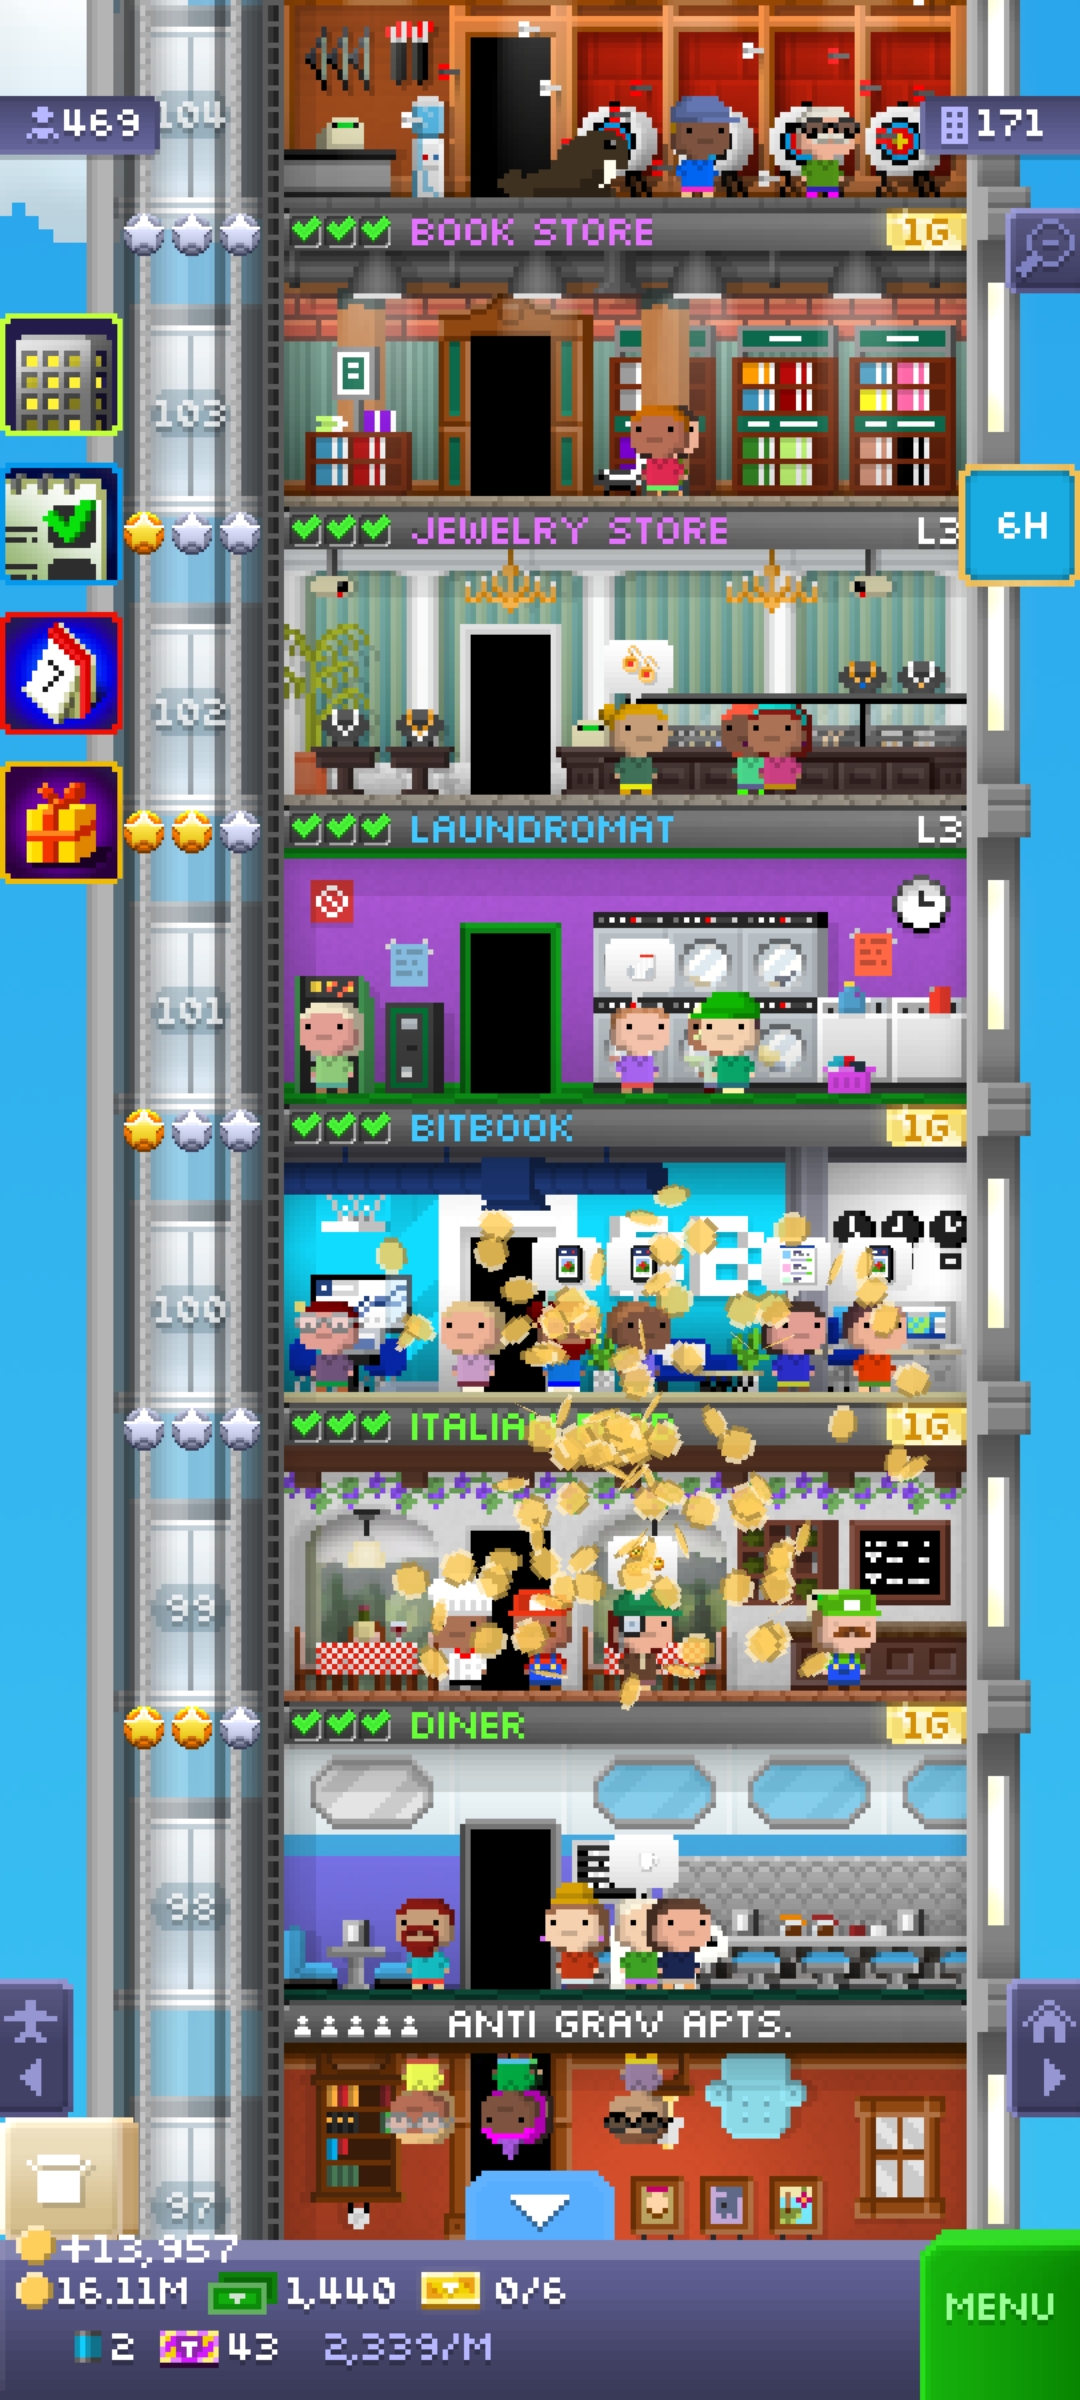 104
469
171
BOOK STORE 1G
103
JEWELRY STORE L3
6H
102
LAUNDROMAT L3
101
BITBOOK 1G
100
1G
99
DINER 1G
98
ANTI GRAV APTS.
97
+13,957
16.11M 1,440 0/6
MENU
2 43 2,339/M